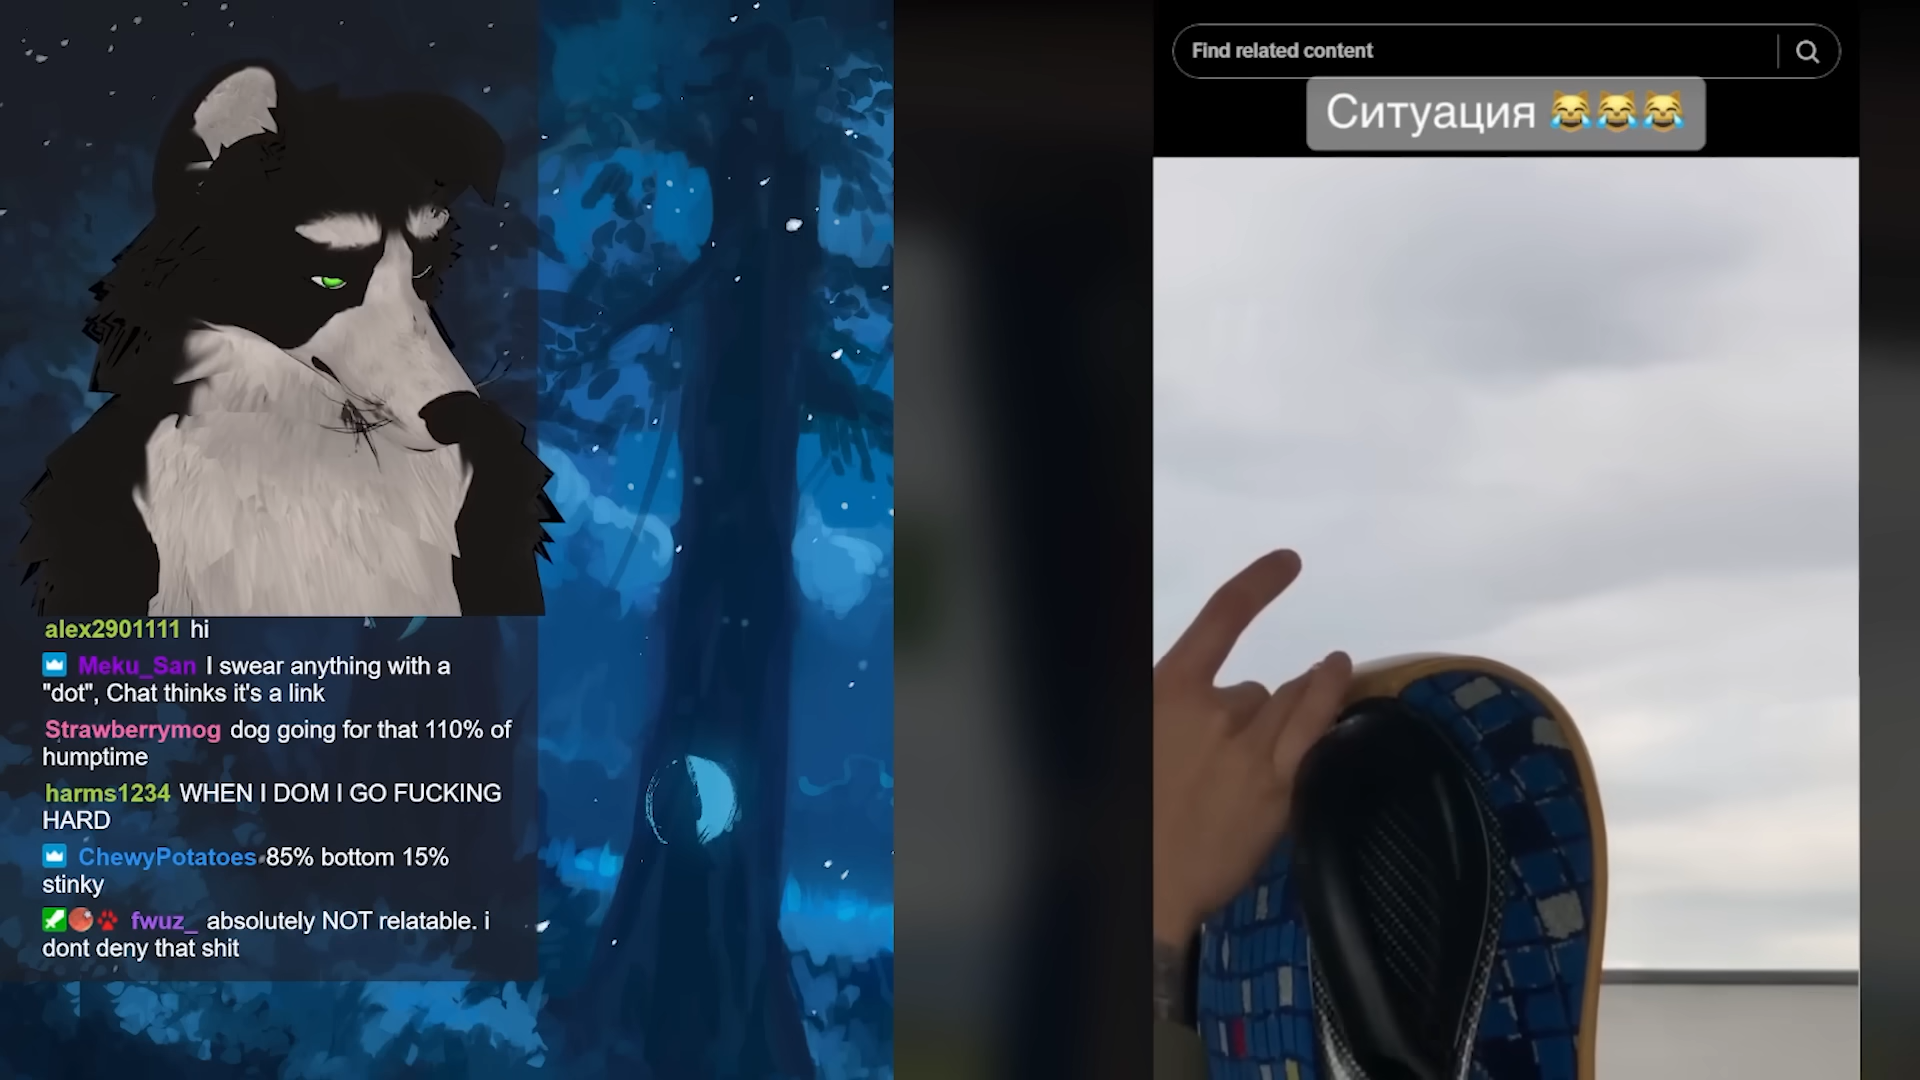 alex2901111 hi
Meku_San I swear anything with a
"dot", Chat thinks it's a link
Strawberrymog dog going for that 110% of
humptime
harms1234 WHEN I DOM I GO FUCKING
HARD
ChewyPotatoes 85% bottom 15%
stinky
fwuz_ absolutely NOT relatable. i
dont deny that shit
Find related content
Ситуация 😹😹😹